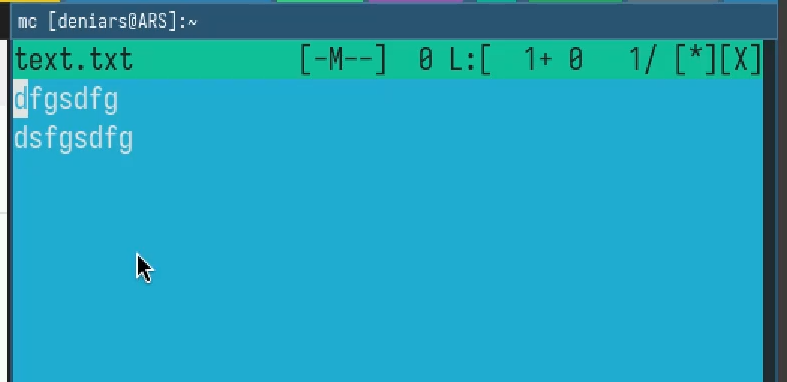 mc [deniars@ARS]:~
text.txt [-M--] 0 L:[ 1+ 0 1/ [*][X]
dfgsdfg
dsfgsdfg